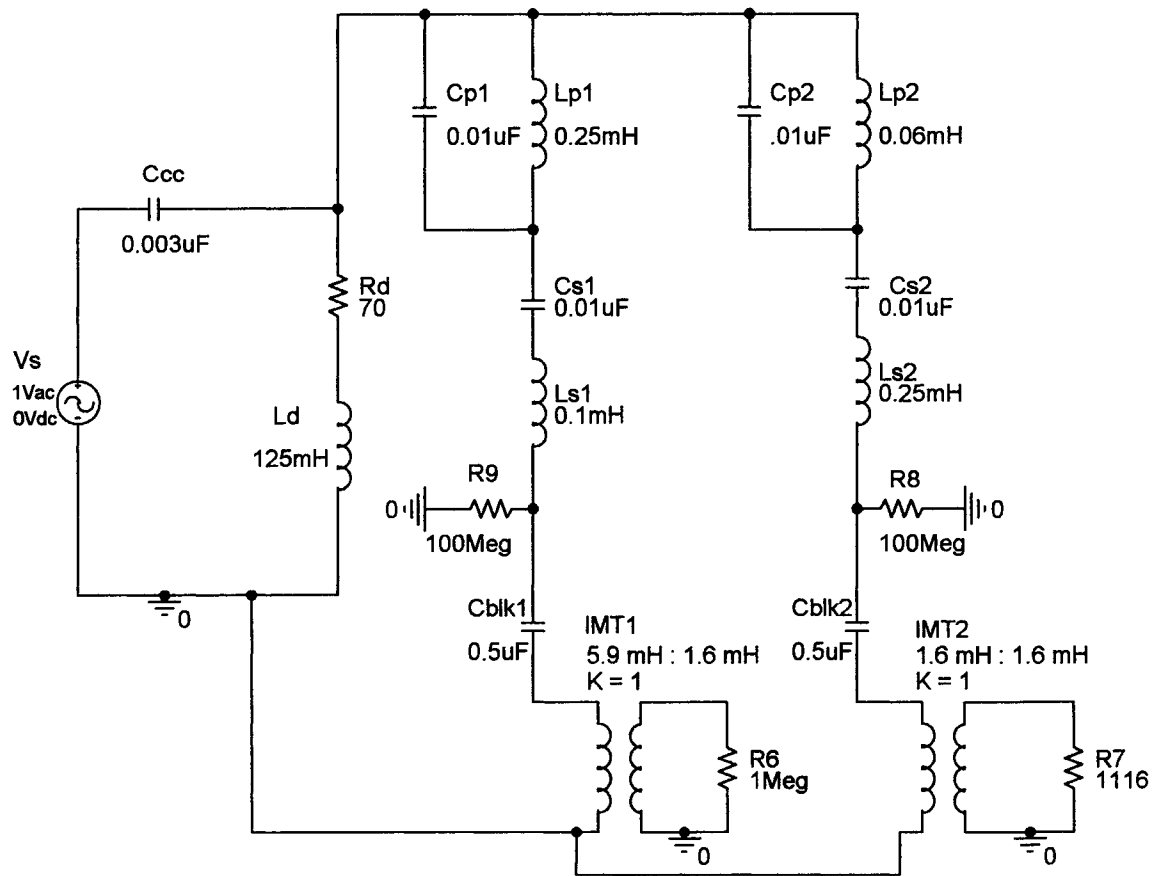 Cp1
0.01uF
Lp1
0.25mH
Cp2
.01uF
Lp2
0.06mH
Ccc
0.003uF
Rd
70
Cs1
0.01uF
Cs2
0.01uF
Vs
1Vac
0Vdc
Ld
125mH
Ls1
0.1mH
Ls2
0.25mH
R9
0
100Meg
R8
0
100Meg
0
Cblk1
0.5uF
IMT1
5.9 mH : 1.6 mH
K = 1
Cblk2
0.5uF
IMT2
1.6 mH : 1.6 mH
K = 1
R6
1Meg
R7
1116
0
0